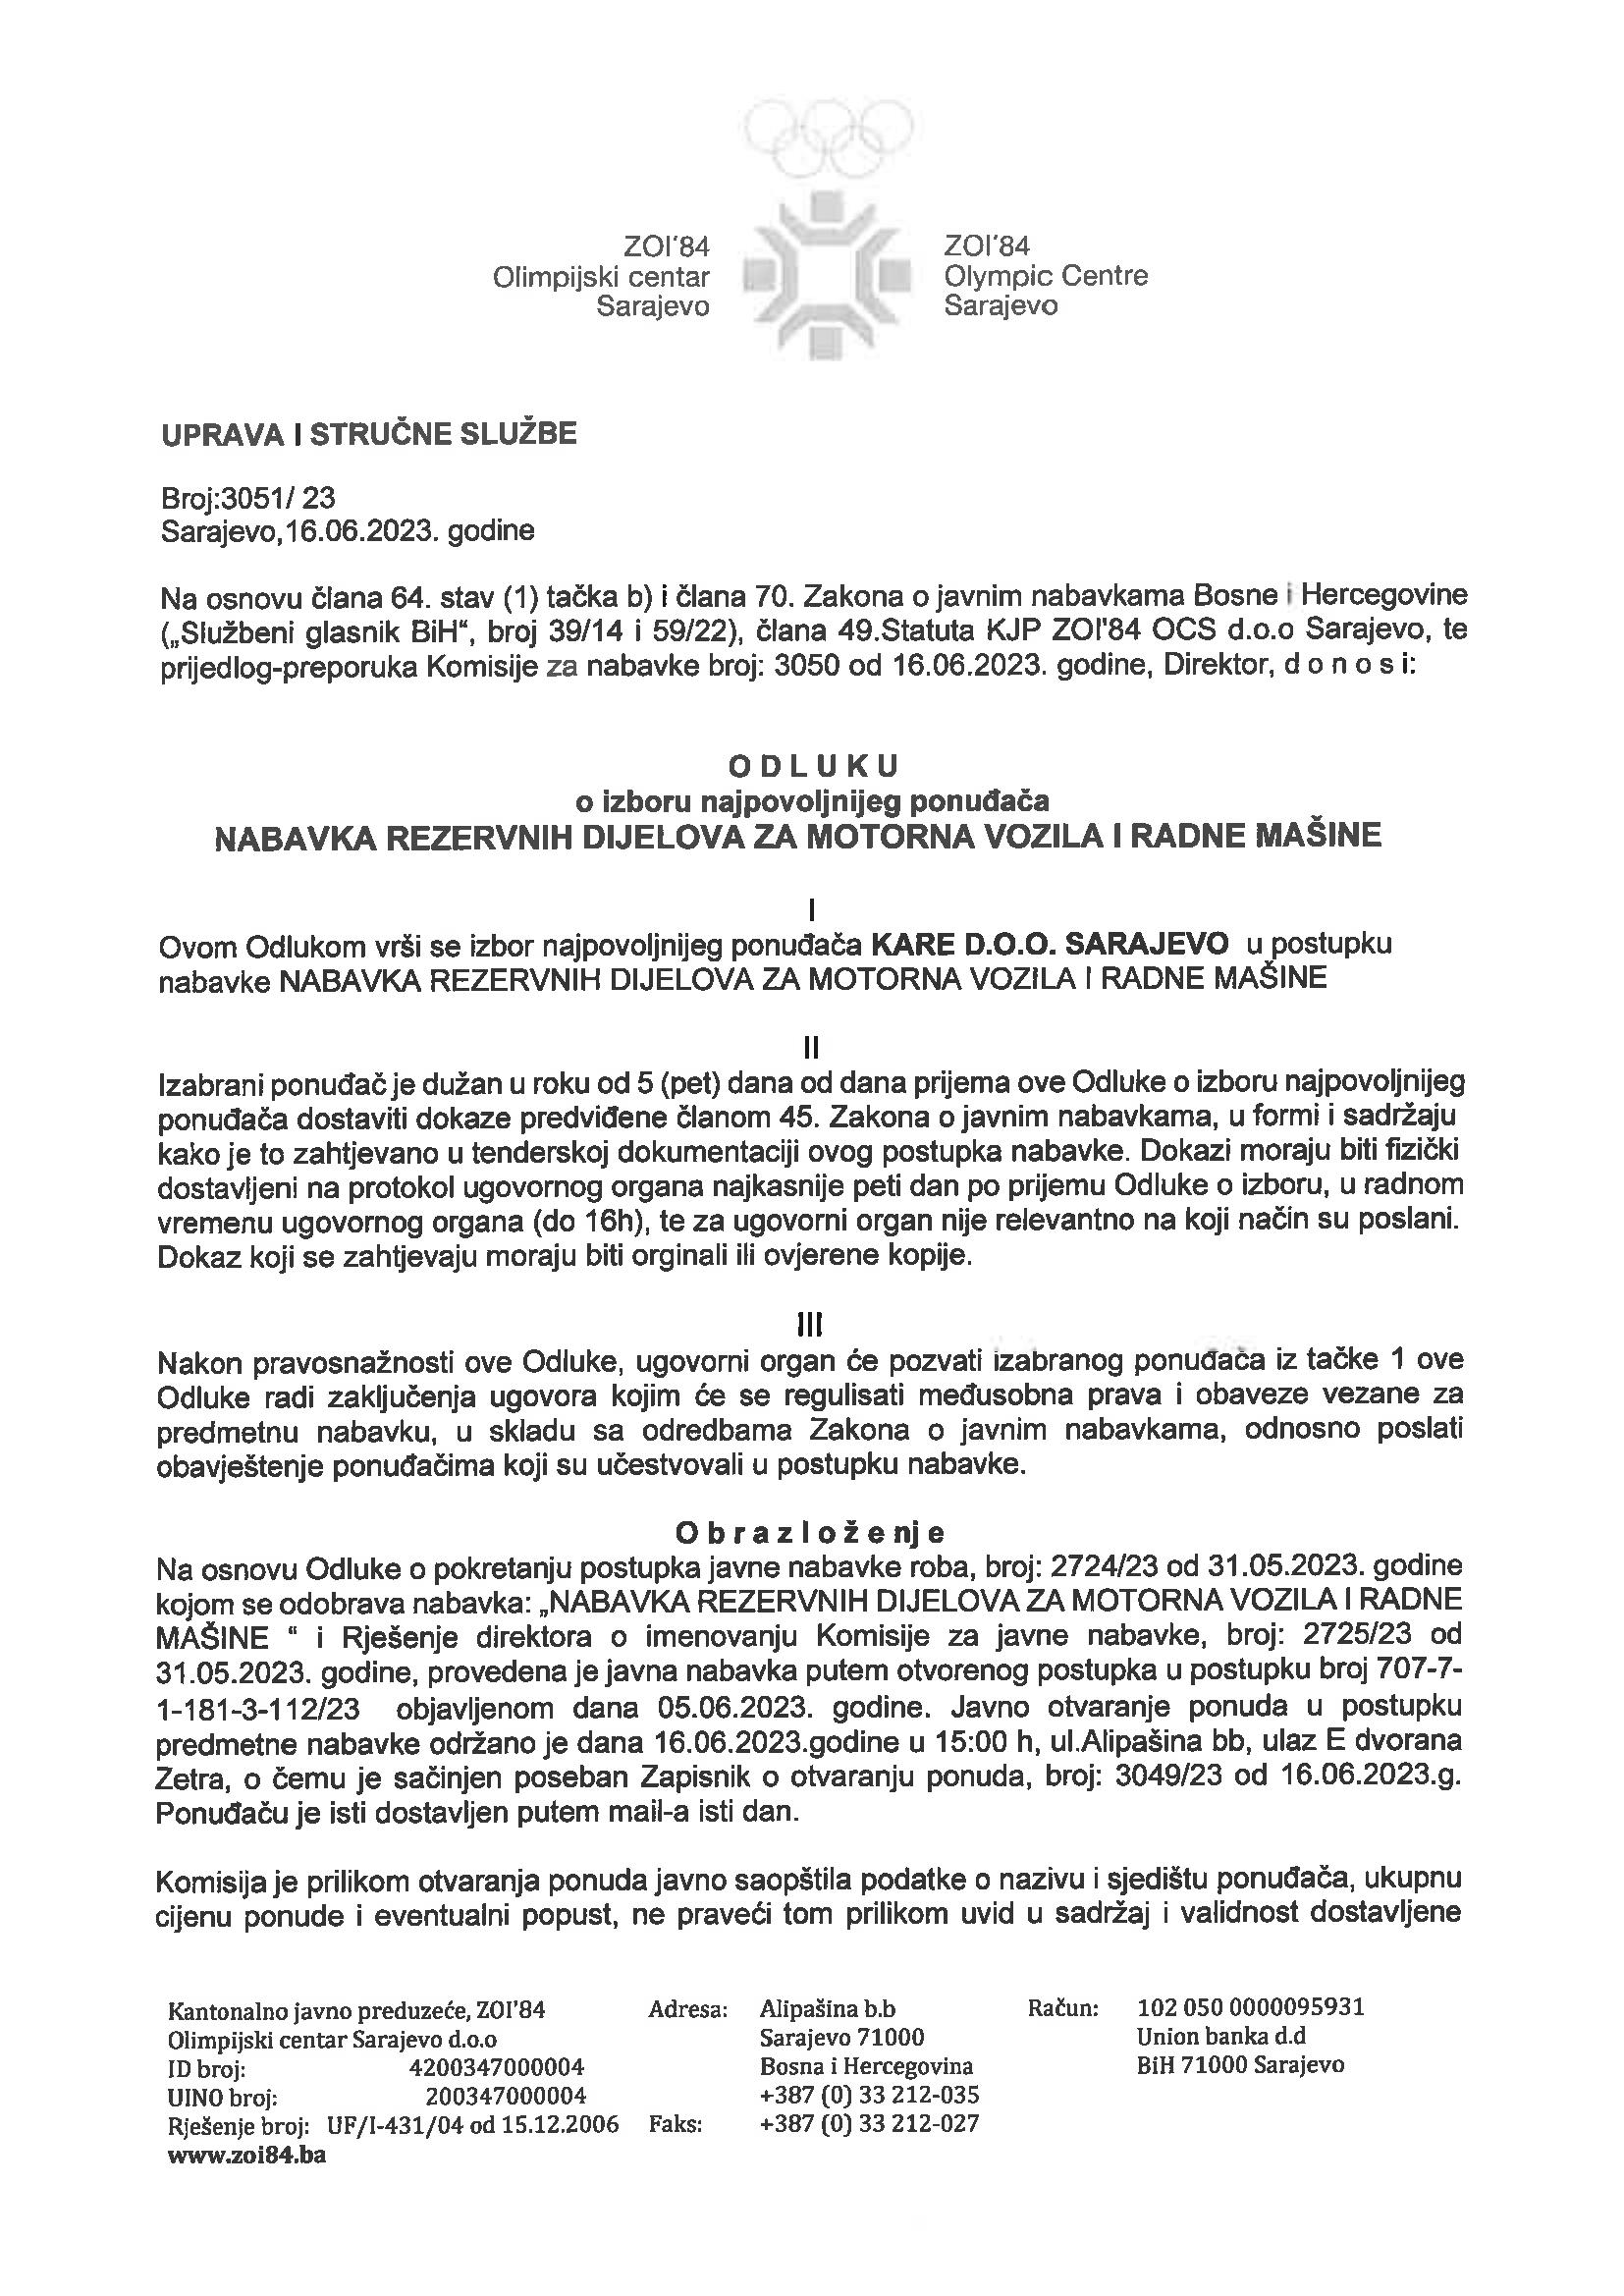 ZOI'84
Olimpijski centar
Sarajevo
ZOI'84
Olympic Centre
Sarajevo
UPRAVA I STRUČNE SLUŽBE
Broj:3051/ 23
Sarajevo,16.06.2023. godine
Na osnovu člana 64. stav (1) tačka b) i člana 70. Zakona o javnim nabavkama Bosne i Hercegovine
(„Službeni glasnik BiH“, broj 39/14 i 59/22), člana 49.Statuta KJP ZOI'84 OCS d.o.o Sarajevo, te
prijedlog-preporuka Komisije za nabavke broj: 3050 od 16.06.2023. godine, Direktor, d o n o s i:
O D L U K U
o izboru najpovoljnijeg ponuđača
NABAVKA REZERVNIH DIJELOVA ZA MOTORNA VOZILA I RADNE MAŠINE
I
Ovom Odlukom vrši se izbor najpovoljnijeg ponuđača KARE D.O.O. SARAJEVO u postupku
nabavke NABAVKA REZERVNIH DIJELOVA ZA MOTORNA VOZILA I RADNE MAŠINE
II
Izabrani ponuđač je dužan u roku od 5 (pet) dana od dana prijema ove Odluke o izboru najpovoljnijeg
ponuđača dostaviti dokaze predviđene članom 45. Zakona o javnim nabavkama, u formi i sadržaju
kako je to zahtjevano u tenderskoj dokumentaciji ovog postupka nabavke. Dokazi moraju biti fizički
dostavljeni na protokol ugovornog organa najkasnije peti dan po prijemu Odluke o izboru, u radnom
vremenu ugovornog organa (do 16h), te za ugovorni organ nije relevantno na koji način su poslani.
Dokaz koji se zahtjevaju moraju biti orginali ili ovjerene kopije.
III
Nakon pravosnažnosti ove Odluke, ugovorni organ će pozvati izabranog ponuđača iz tačke 1 ove
Odluke radi zaključenja ugovora kojim će se regulisati međusobna prava i obaveze vezane za
predmetnu nabavku, u skladu sa odredbama Zakona o javnim nabavkama, odnosno poslati
obavještenje ponuđačima koji su učestvovali u postupku nabavke.
O b r a z l o ž e nj e
Na osnovu Odluke o pokretanju postupka javne nabavke roba, broj: 2724/23 od 31.05.2023. godine
kojom se odobrava nabavka: „NABAVKA REZERVNIH DIJELOVA ZA MOTORNA VOZILA I RADNE
MAŠINE “ i Rješenje direktora o imenovanju Komisije za javne nabavke, broj: 2725/23 od
31.05.2023. godine, provedena je javna nabavka putem otvorenog postupka u postupku broj 707-7-
1-181-3-112/23 objavljenom dana 05.06.2023. godine. Javno otvaranje ponuda u postupku
predmetne nabavke održano je dana 16.06.2023.godine u 15:00 h, ul.Alipašina bb, ulaz E dvorana
Zetra, o čemu je sačinjen poseban Zapisnik o otvaranju ponuda, broj: 3049/23 od 16.06.2023.g.
Ponuđaču je isti dostavljen putem mail-a isti dan.
Komisija je prilikom otvaranja ponuda javno saopštila podatke o nazivu i sjedištu ponuđača, ukupnu
cijenu ponude i eventualni popust, ne praveći tom prilikom uvid u sadržaj i validnost dostavljene
Kantonalno javno preduzeće, ZOI'84 Adresa: Alipašina b.b Račun: 102 050 0000095931
Olimpijski centar Sarajevo d.o.o Sarajevo 71000 Union banka d.d
ID broj: 4200347000004 Bosna i Hercegovina BiH 71000 Sarajevo
UINO broj: 200347000004 +387 (0) 33 212-035
Rješenje broj: UF/I-431/04 od 15.12.2006 Faks: +387 (0) 33 212-027
www.zoi84.ba